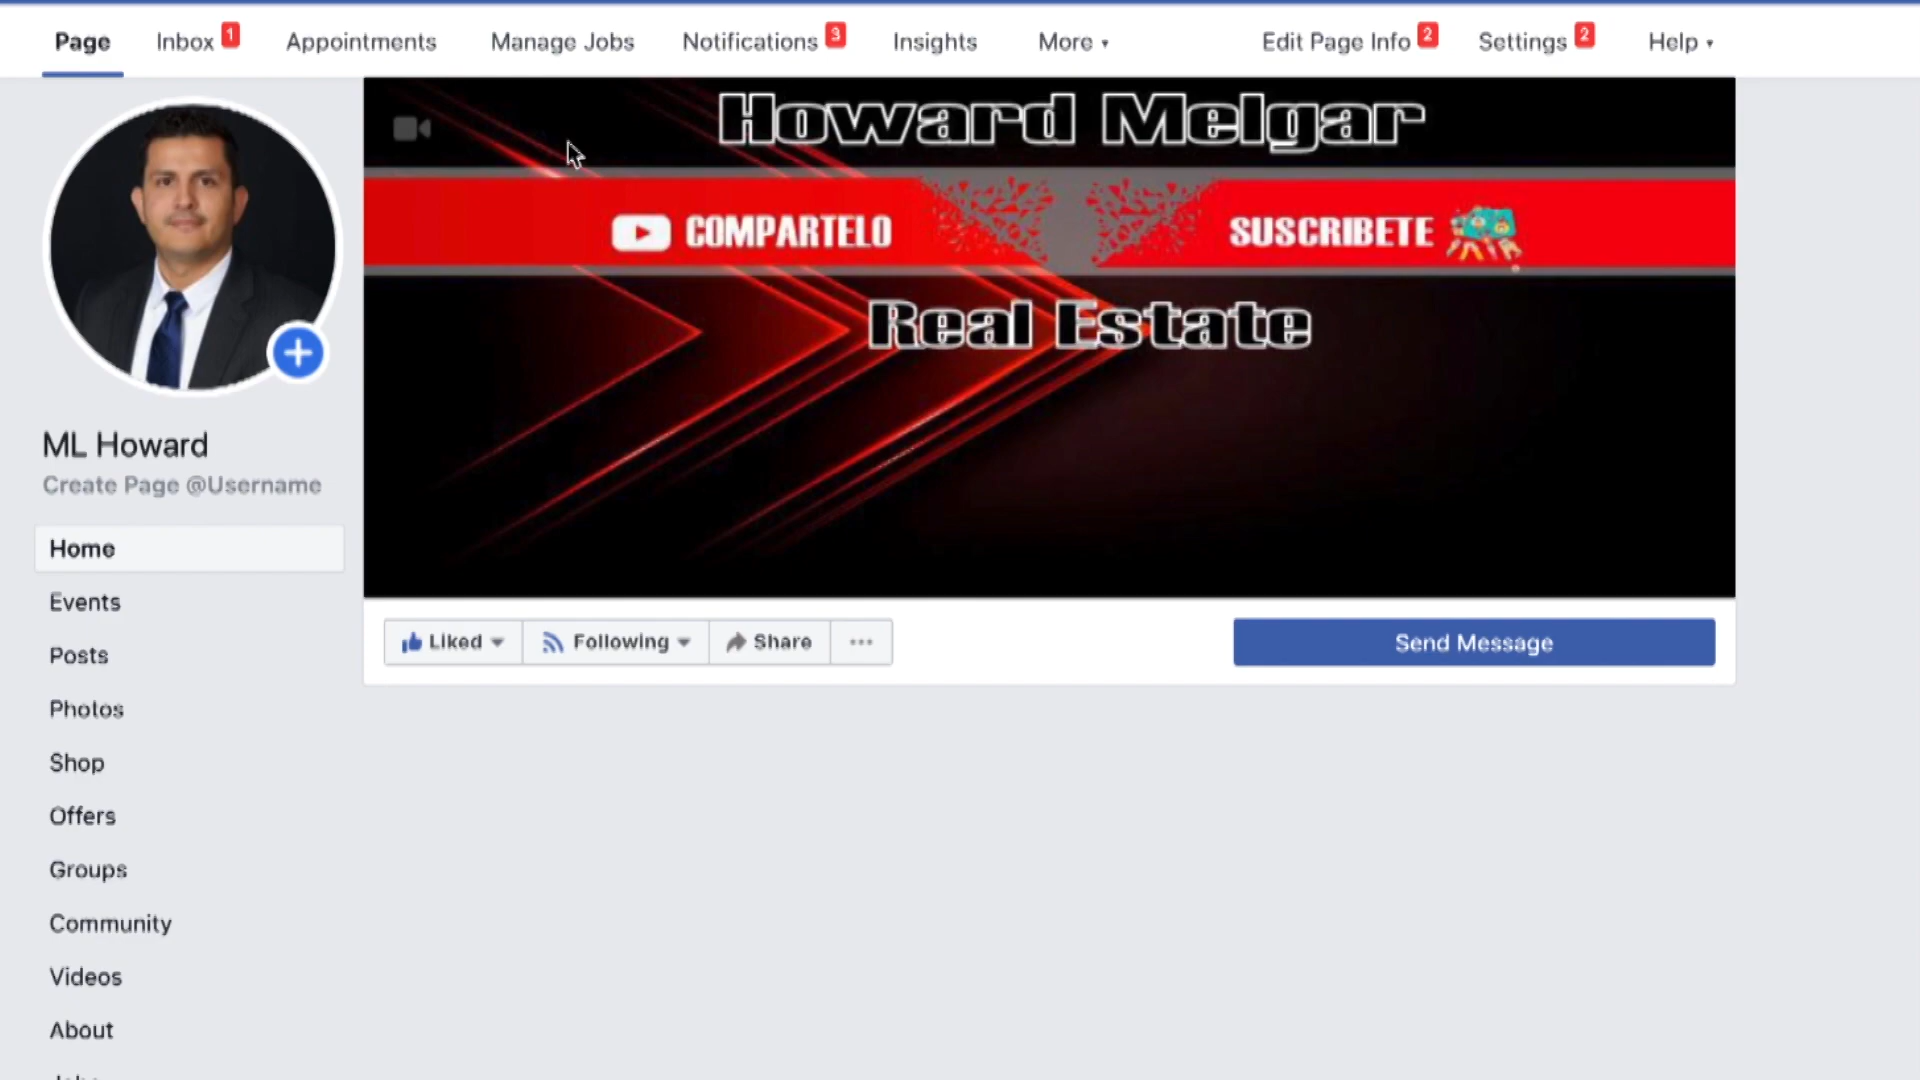 Page Inbox 1 Appointments Manage Jobs Notifications 3 Insights More Edit Page Info 2 Settings 2 Help
Howard Melgar
COMPARTELO SUSCRIBETE
Real Estate
ML Howard
Create Page @Username
Home
Events
Posts
Photos
Shop
Offers
Groups
Community
Videos
About
Liked Following Share ...
Send Message